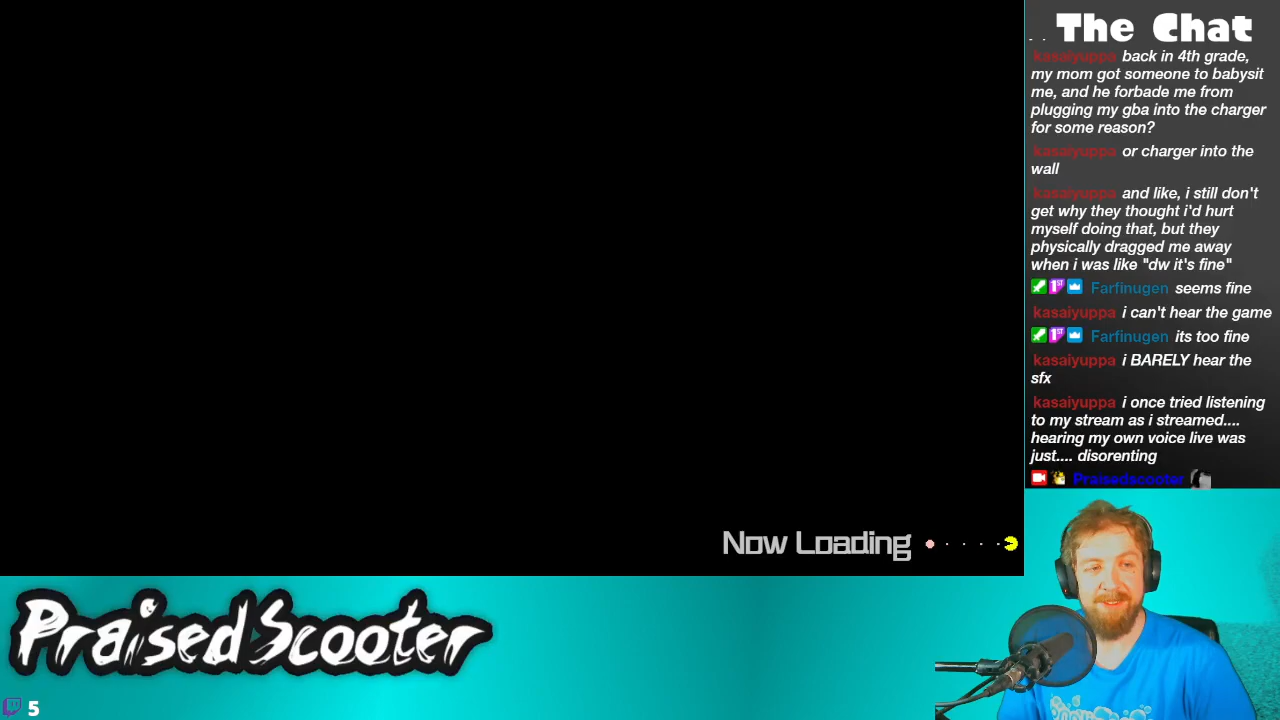 The Chat
kasaiyuppa back in 4th grade,
my mom got someone to babysit
me, and he forbade me from
plugging my gba into the charger
for some reason?
kasaiyuppa or charger into the
wall
kasaiyuppa and like, i still don't
get why they thought i'd hurt
myself doing that, but they
physically dragged me away
when i was like "dw it's fine"
1ST Farfinugen seems fine
kasaiyuppa i can't hear the game
1ST Farfinugen its too fine
kasaiyuppa i BARELY hear the
sfx
kasaiyuppa i once tried listening
to my stream as i streamed....
hearing my own voice live was
just.... disorenting
Praisedscooter
Now Loading
PraisedScooter
5